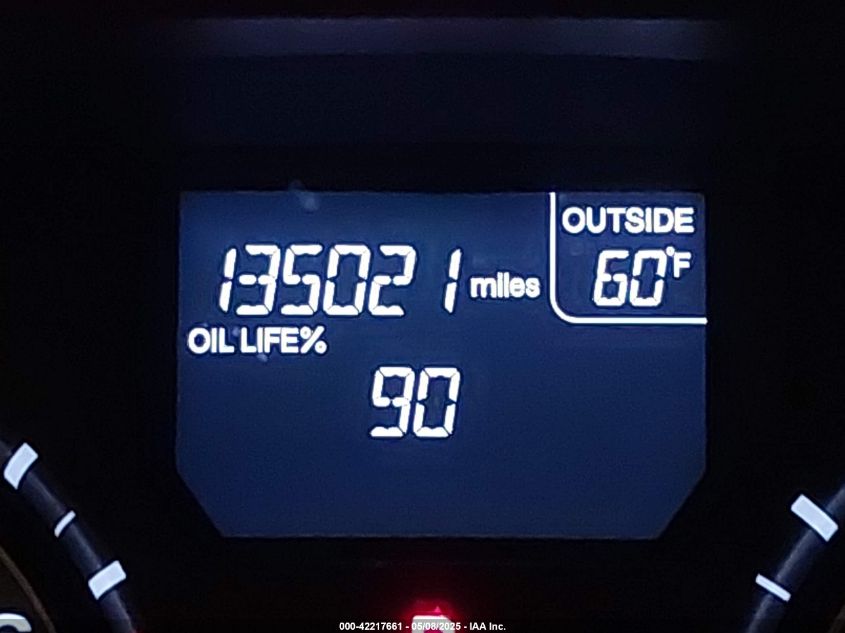 OUTSIDE
135021 miles 60°F
OIL LIFE%
90
000-42217661 - 05/08/2025 - IAA Inc.